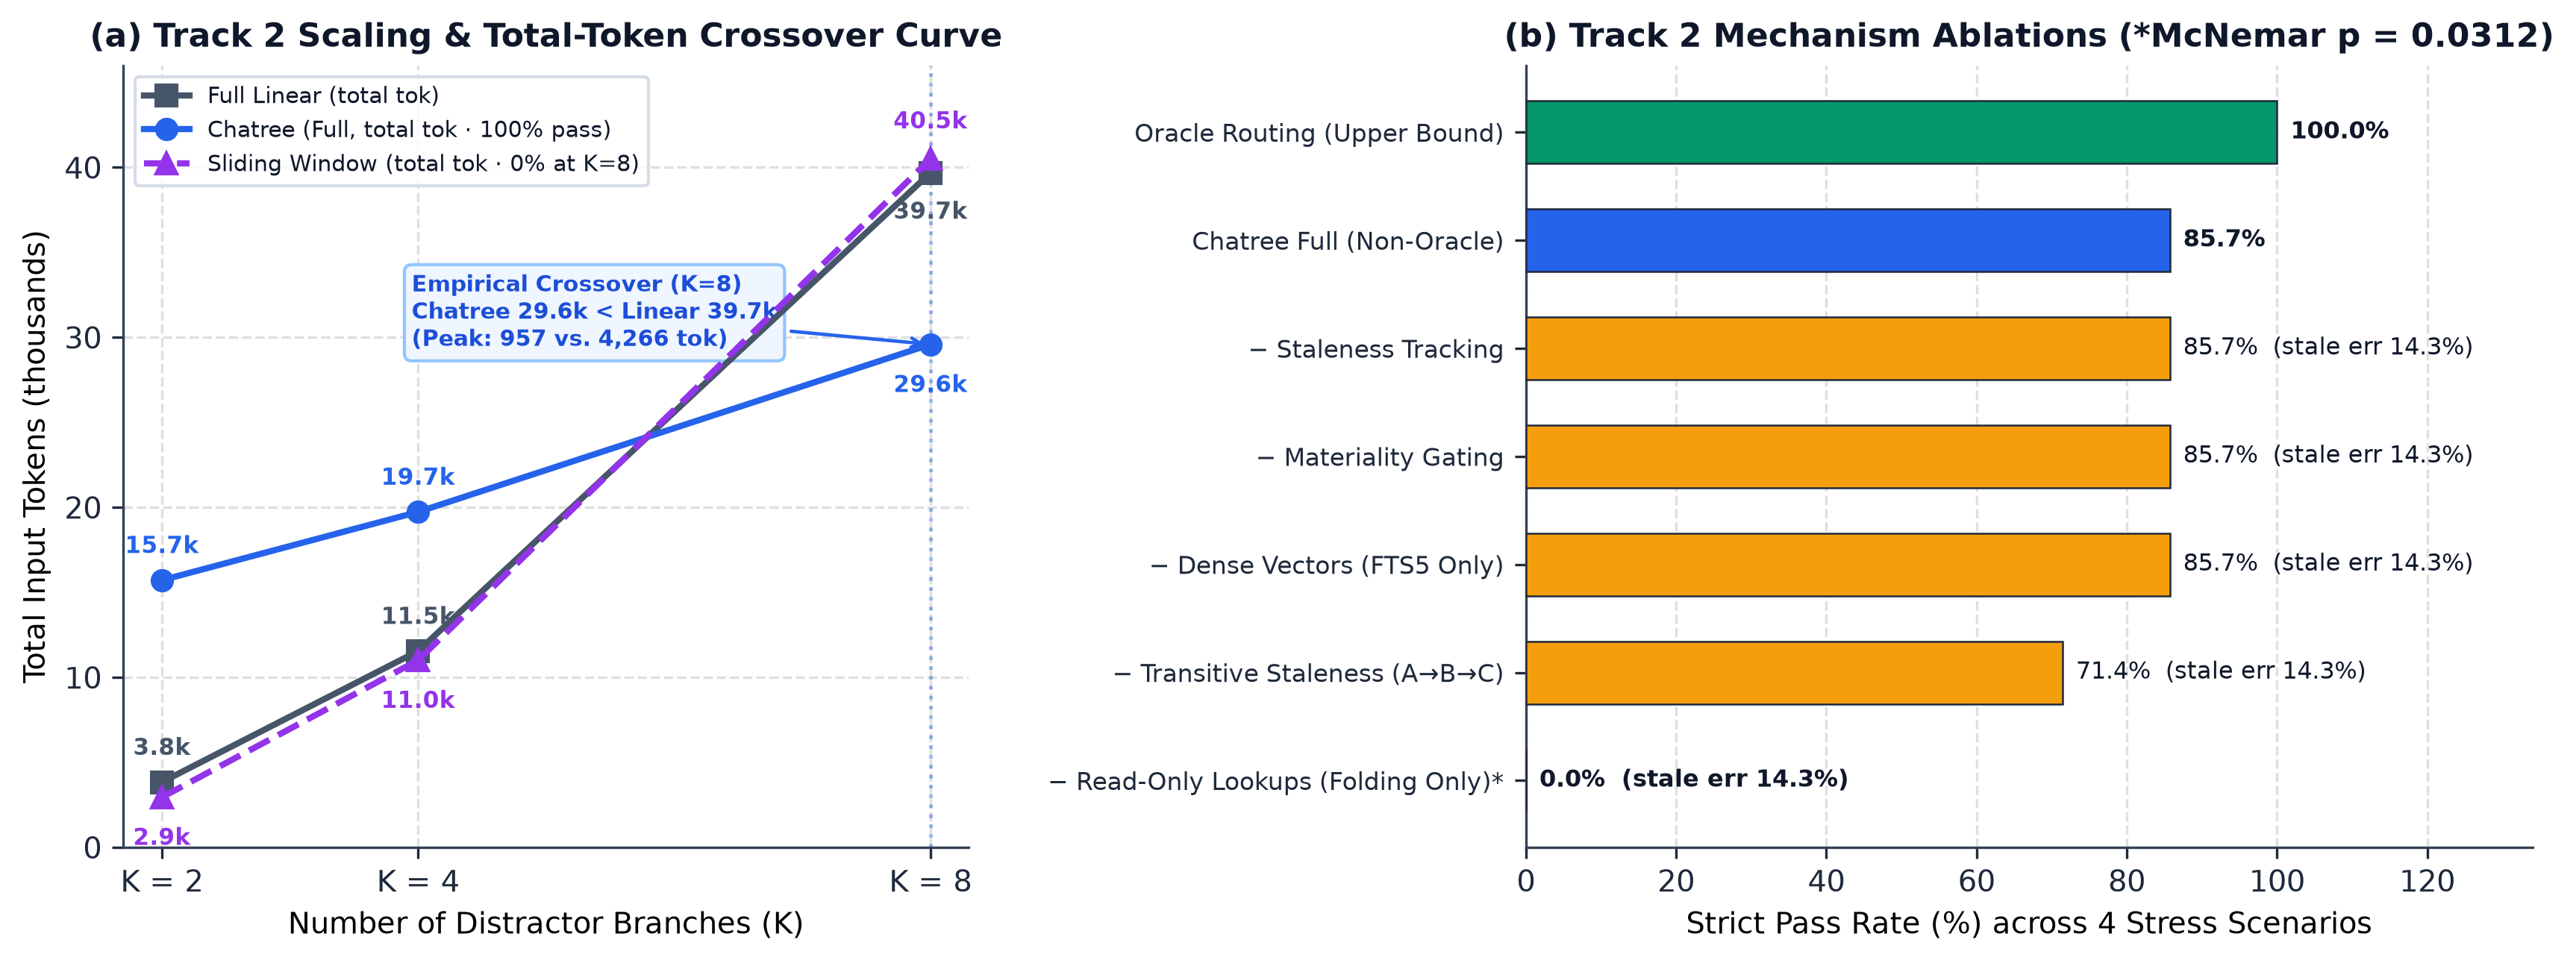 (a) Track 2 Scaling & Total-Token Crossover Curve
Full Linear (total tok)
Chatree (Full, total tok · 100% pass)
Sliding Window (total tok · 0% at K=8)
40.5k
39.7k
Empirical Crossover (K=8)
Chatree 29.6k < Linear 39.7k
(Peak: 957 vs. 4,266 tok)
29.6k
19.7k
15.7k
11.5k
11.0k
3.8k
2.9k
Total Input Tokens (thousands)
40
30
20
10
0
K = 2
K = 4
K = 8
Number of Distractor Branches (K)
(b) Track 2 Mechanism Ablations (*McNemar p = 0.0312)
Oracle Routing (Upper Bound)
100.0%
Chatree Full (Non-Oracle)
85.7%
− Staleness Tracking
85.7% (stale err 14.3%)
− Materiality Gating
85.7% (stale err 14.3%)
− Dense Vectors (FTS5 Only)
85.7% (stale err 14.3%)
− Transitive Staleness (A→B→C)
71.4% (stale err 14.3%)
− Read-Only Lookups (Folding Only)*
0.0% (stale err 14.3%)
0
20
40
60
80
100
120
Strict Pass Rate (%) across 4 Stress Scenarios